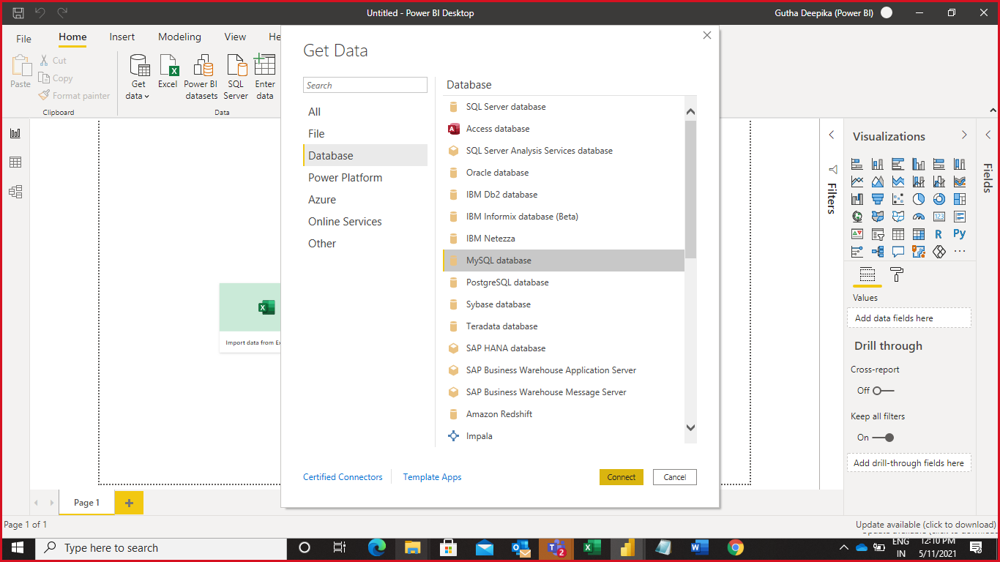 Untitled - Power BI Desktop
Gutha Deepika (Power BI)
File
Home
Insert
Modeling
View
He
Paste
Cut
Copy
Format painter
Clipboard
Get
data
Excel
Power BI
datasets
SQL
Server
Enter
data
Data
Get Data
Search
All
File
Database
Power Platform
Azure
Online Services
Other
Database
SQL Server database
Access database
SQL Server Analysis Services database
Oracle database
IBM Db2 database
IBM Informix database (Beta)
IBM Netezza
MySQL database
PostgreSQL database
Sybase database
Teradata database
SAP HANA database
SAP Business Warehouse Application Server
SAP Business Warehouse Message Server
Amazon Redshift
Impala
Certified Connectors
Template Apps
Connect
Cancel
Import data from Ex
Filters
Visualizations
123
R
Py
Values
Add data fields here
Drill through
Cross-report
Off
Keep all filters
On
Add drill-through fields here
Fields
Page 1
Page 1 of 1
Update available (click to download)
Type here to search
2
ENG
IN
12:10 PM
5/11/2021